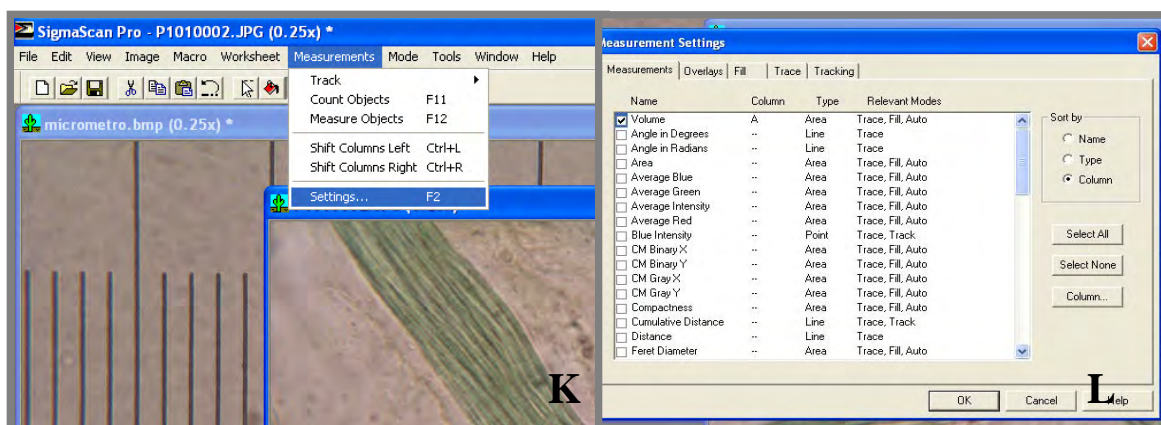 SigmaScan Pro - P1010002.JPG (0.25x) *
File Edit View Image Macro Worksheet Measurements Mode Tools Window Help
Track
Count Objects F11
Measure Objects F12
Shift Columns Left Ctrl+L
Shift Columns Right Ctrl+R
Settings... F2
micrometro.bmp (0.25x) *
K
Measurement Settings
Measurements Overlays Fill Trace Tracking
Name Column Type Relevant Modes
Volume A Area Trace, Fill, Auto
Angle in Degrees -- Line Trace
Angle in Radians -- Line Trace
Area -- Area Trace, Fill, Auto
Average Blue -- Area Trace, Fill, Auto
Average Green -- Area Trace, Fill, Auto
Average Intensity -- Area Trace, Fill, Auto
Average Red -- Area Trace, Fill, Auto
Blue Intensity -- Point Trace, Track
CM Binary X -- Area Trace, Fill, Auto
CM Binary Y -- Area Trace, Fill, Auto
CM Gray X -- Area Trace, Fill, Auto
CM Gray Y -- Area Trace, Fill, Auto
Compactness -- Area Trace, Fill, Auto
Cumulative Distance -- Line Trace, Track
Distance -- Line Trace
Feret Diameter -- Area Trace, Fill, Auto
Sort by
Name
Type
Column
Select All
Select None
Column...
OK Cancel Help
L